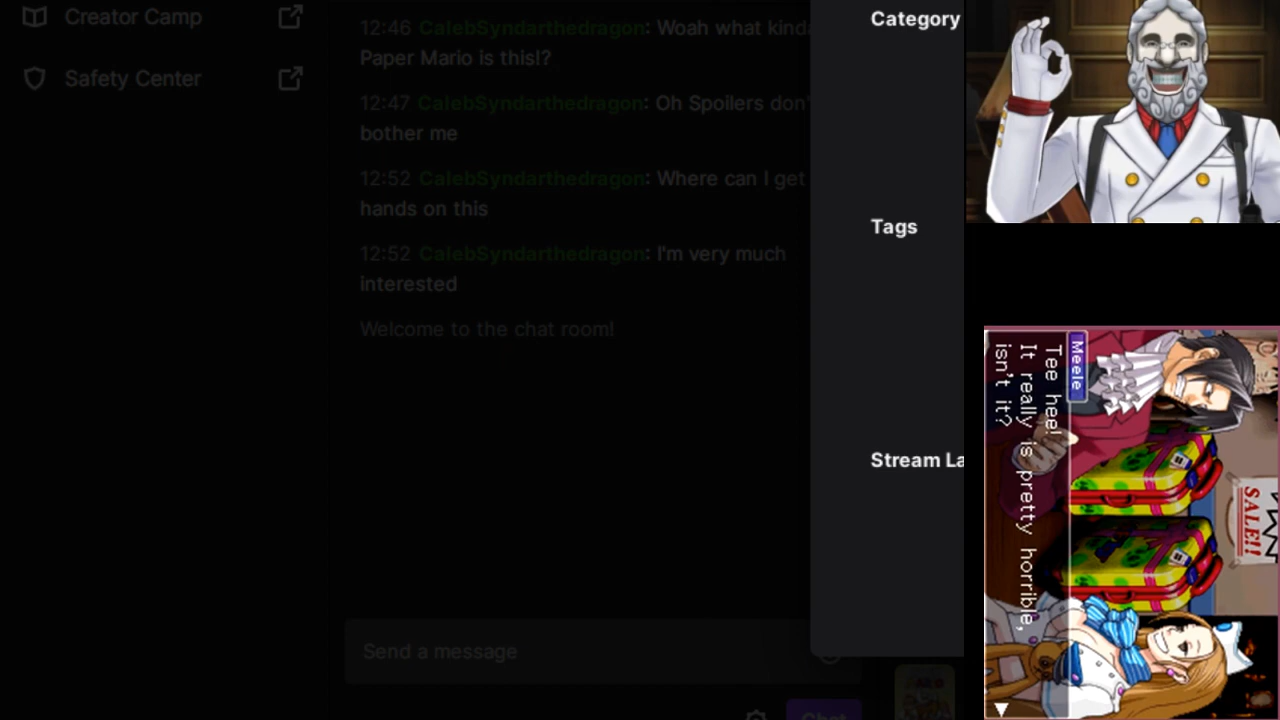 Creator Camp
Safety Center
12:46 CalebSyndarthedragon: Woah what kinda
Paper Mario is this!?
12:47 CalebSyndarthedragon: Oh Spoilers don'
bother me
12:52 CalebSyndarthedragon: Where can I get
hands on this
12:52 CalebSyndarthedragon: I'm very much
interested
Welcome to the chat room!
Send a message
Chat
Category
Tags
Stream La
Meele
Tee hee!
It really is pretty horrible,
isn't it?
SALE!!